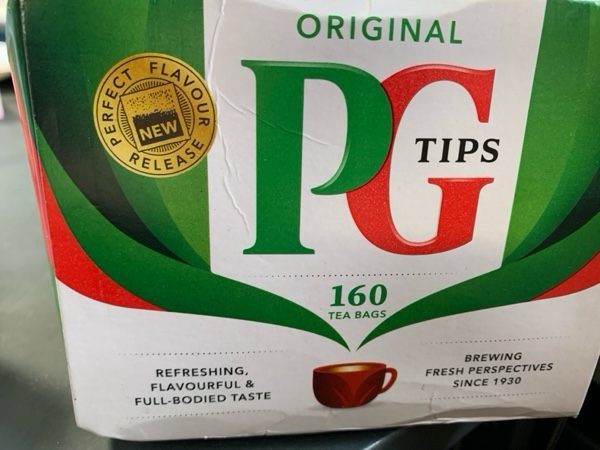 ORIGINAL
PERFECT FLAVOUR
NEW
RELEASE
PG
TIPS
160
TEA BAGS
REFRESHING,
FLAVOURFUL &
FULL-BODIED TASTE
BREWING
FRESH PERSPECTIVES
SINCE 1930